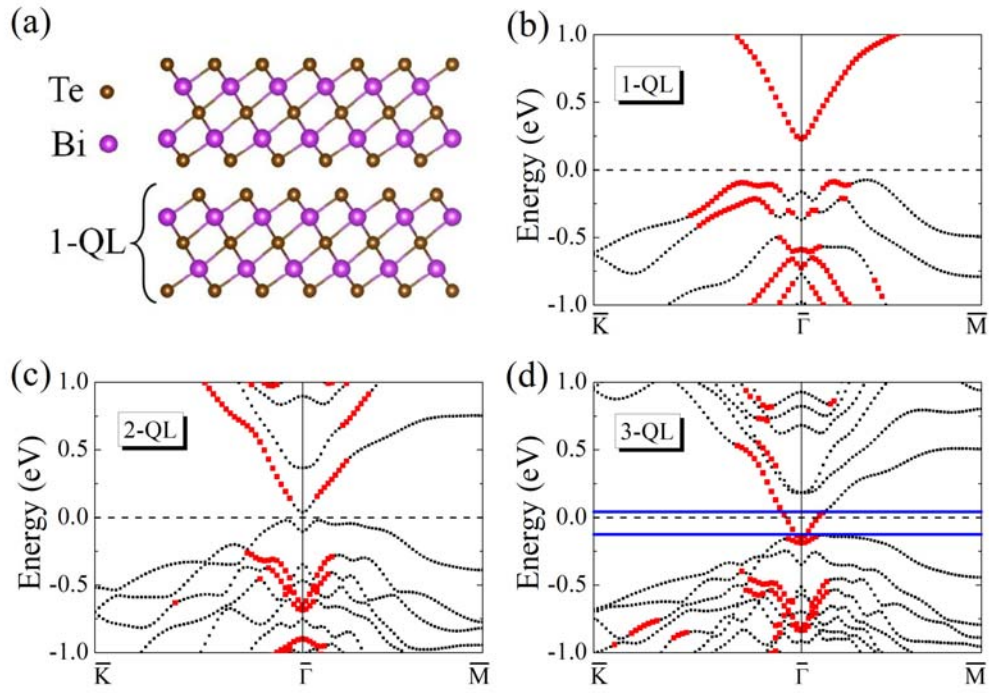 (a)
Te
Bi
1-QL
(b)
1-QL
Energy (eV)
1.0
0.5
0.0
-0.5
-1.0
K̅
Γ̅
M̅
(c)
2-QL
Energy (eV)
1.0
0.5
0.0
-0.5
-1.0
K̅
Γ̅
M̅
(d)
3-QL
Energy (eV)
1.0
0.5
0.0
-0.5
-1.0
K̅
Γ̅
M̅